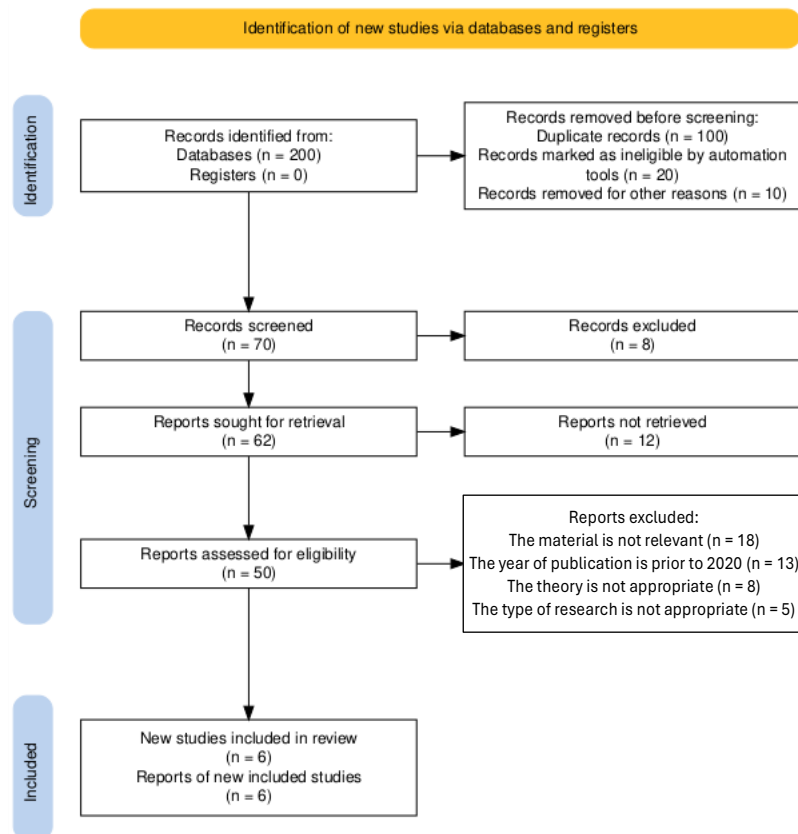 Identification of new studies via databases and registers
Identification
Records identified from:
Databases (n = 200)
Registers (n = 0)
Records removed before screening:
Duplicate records (n = 100)
Records marked as ineligible by automation
tools (n = 20)
Records removed for other reasons (n = 10)
Screening
Records screened
(n = 70)
Records excluded
(n = 8)
Reports sought for retrieval
(n = 62)
Reports not retrieved
(n = 12)
Reports assessed for eligibility
(n = 50)
Reports excluded:
The material is not relevant (n = 18)
The year of publication is prior to 2020 (n = 13)
The theory is not appropriate (n = 8)
The type of research is not appropriate (n = 5)
Included
New studies included in review
(n = 6)
Reports of new included studies
(n = 6)